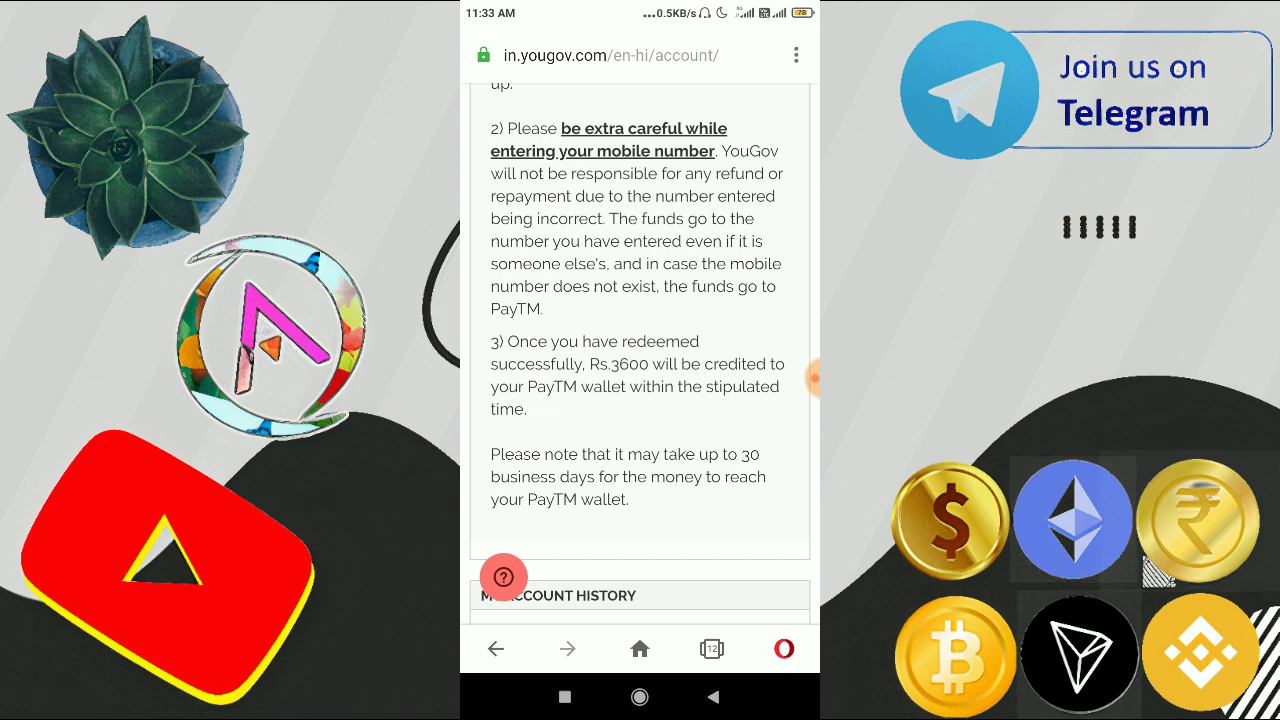 11:33 AM
...0.5KB/s
4G
78
in.yougov.com/en-hi/account/
up.
2) Please be extra careful while
entering your mobile number. YouGov
will not be responsible for any refund or
repayment due to the number entered
being incorrect. The funds go to the
number you have entered even if it is
someone else's, and in case the mobile
number does not exist, the funds go to
PayTM.
3) Once you have redeemed
successfully, Rs.3600 will be credited to
your PayTM wallet within the stipulated
time.
Please note that it may take up to 30
business days for the money to reach
your PayTM wallet.
ACCOUNT HISTORY
12
Join us on
Telegram